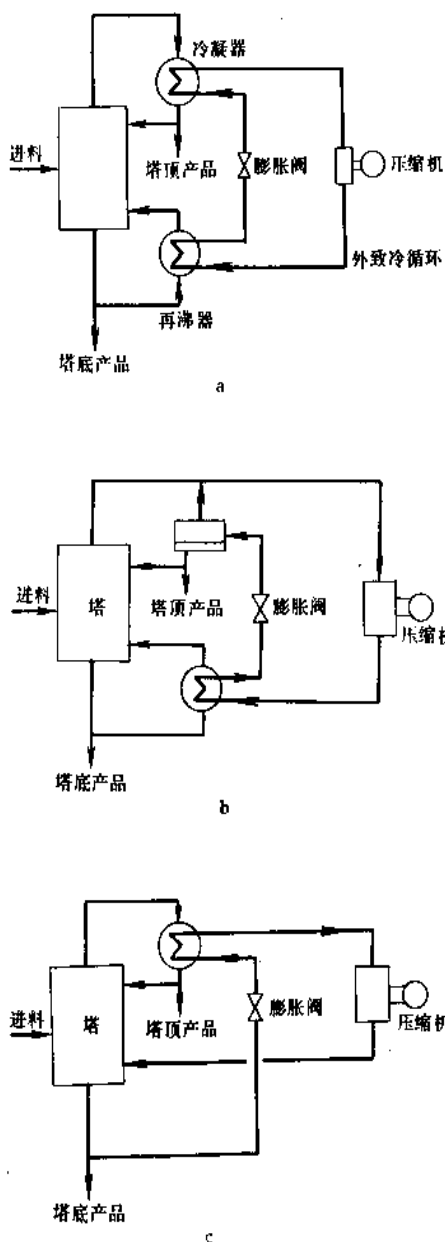 冷凝器
进料
塔顶产品
膨胀阀
压缩机
外致冷循环
再沸器
塔底产品
a
进料
塔
塔顶产品
膨胀阀
压缩机
塔底产品
b
进料
塔
塔顶产品
膨胀阀
压缩机
塔底产品
c